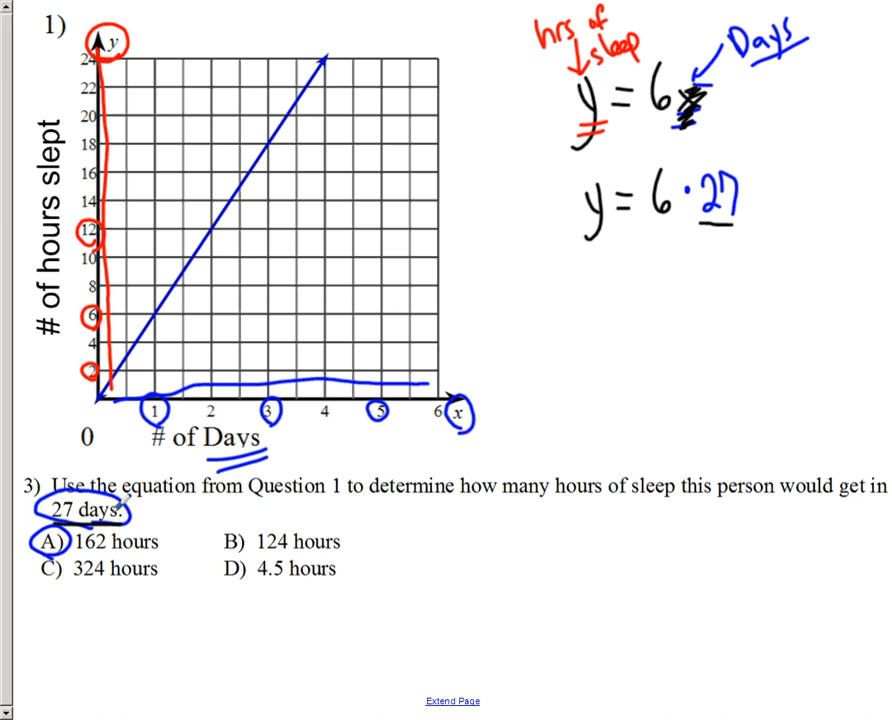 1)
y
24
22
20
18
16
14
12
10
8
6
4
2
# of hours slept
1 2 3 4 5 6 x
0 # of Days
hrs of
sleep
Days
y = 6x
y = 6 · 27
3) Use the equation from Question 1 to determine how many hours of sleep this person would get in
27 days.
A) 162 hours B) 124 hours
C) 324 hours D) 4.5 hours
Extend Page